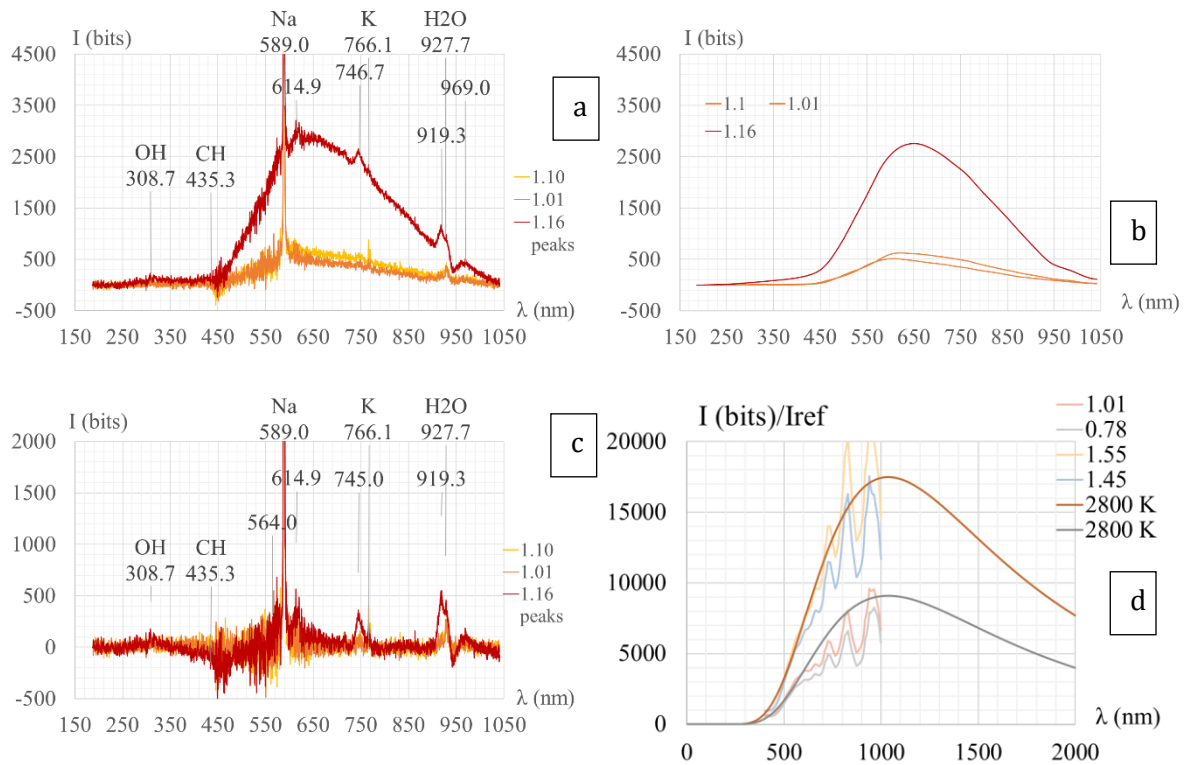 Na K H2O
I (bits) 589.0 766.1 927.7
4500
3500
2500
1500
500
-500
614.9 746.7 969.0
919.3
OH CH
308.7 435.3
a
1.10
1.01
1.16
peaks
λ (nm)
150 250 350 450 550 650 750 850 950 1050
I (bits)
4500
3500
2500
1500
500
-500
1.1 1.01
1.16
b
λ (nm)
150 250 350 450 550 650 750 850 950 1050
Na K H2O
I (bits) 589.0 766.1 927.7
2000
1500
1000
500
0
-500
c
614.9 745.0 919.3
564.0
OH CH
308.7 435.3
1.10
1.01
1.16
peaks
λ (nm)
150 250 350 450 550 650 750 850 950 1050
I (bits)/Iref
20000
15000
10000
5000
0
1.01
0.78
1.55
1.45
2800 K
2800 K
d
λ (nm)
0 500 1000 1500 2000